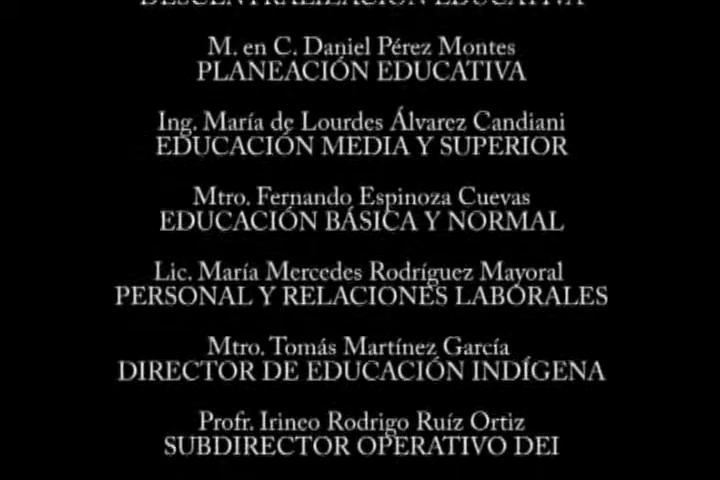 DESCENTRALIZACIÓN EDUCATIVA
M. en C. Daniel Pérez Montes
PLANEACIÓN EDUCATIVA
Ing. María de Lourdes Álvarez Candiani
EDUCACIÓN MEDIA Y SUPERIOR
Mtro. Fernando Espinoza Cuevas
EDUCACIÓN BÁSICA Y NORMAL
Lic. María Mercedes Rodríguez Mayoral
PERSONAL Y RELACIONES LABORALES
Mtro. Tomás Martínez García
DIRECTOR DE EDUCACIÓN INDÍGENA
Profr. Irineo Rodrigo Ruíz Ortiz
SUBDIRECTOR OPERATIVO DEI